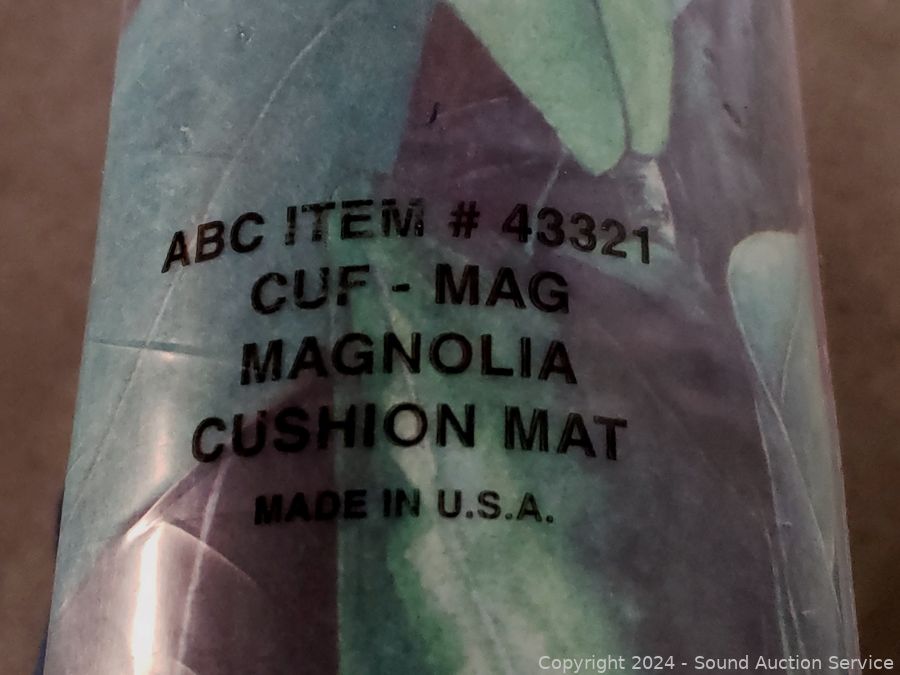 ABC ITEM # 43321
CUF - MAG
MAGNOLIA
CUSHION MAT
MADE IN U.S.A.
Copyright 2024 - Sound Auction Service